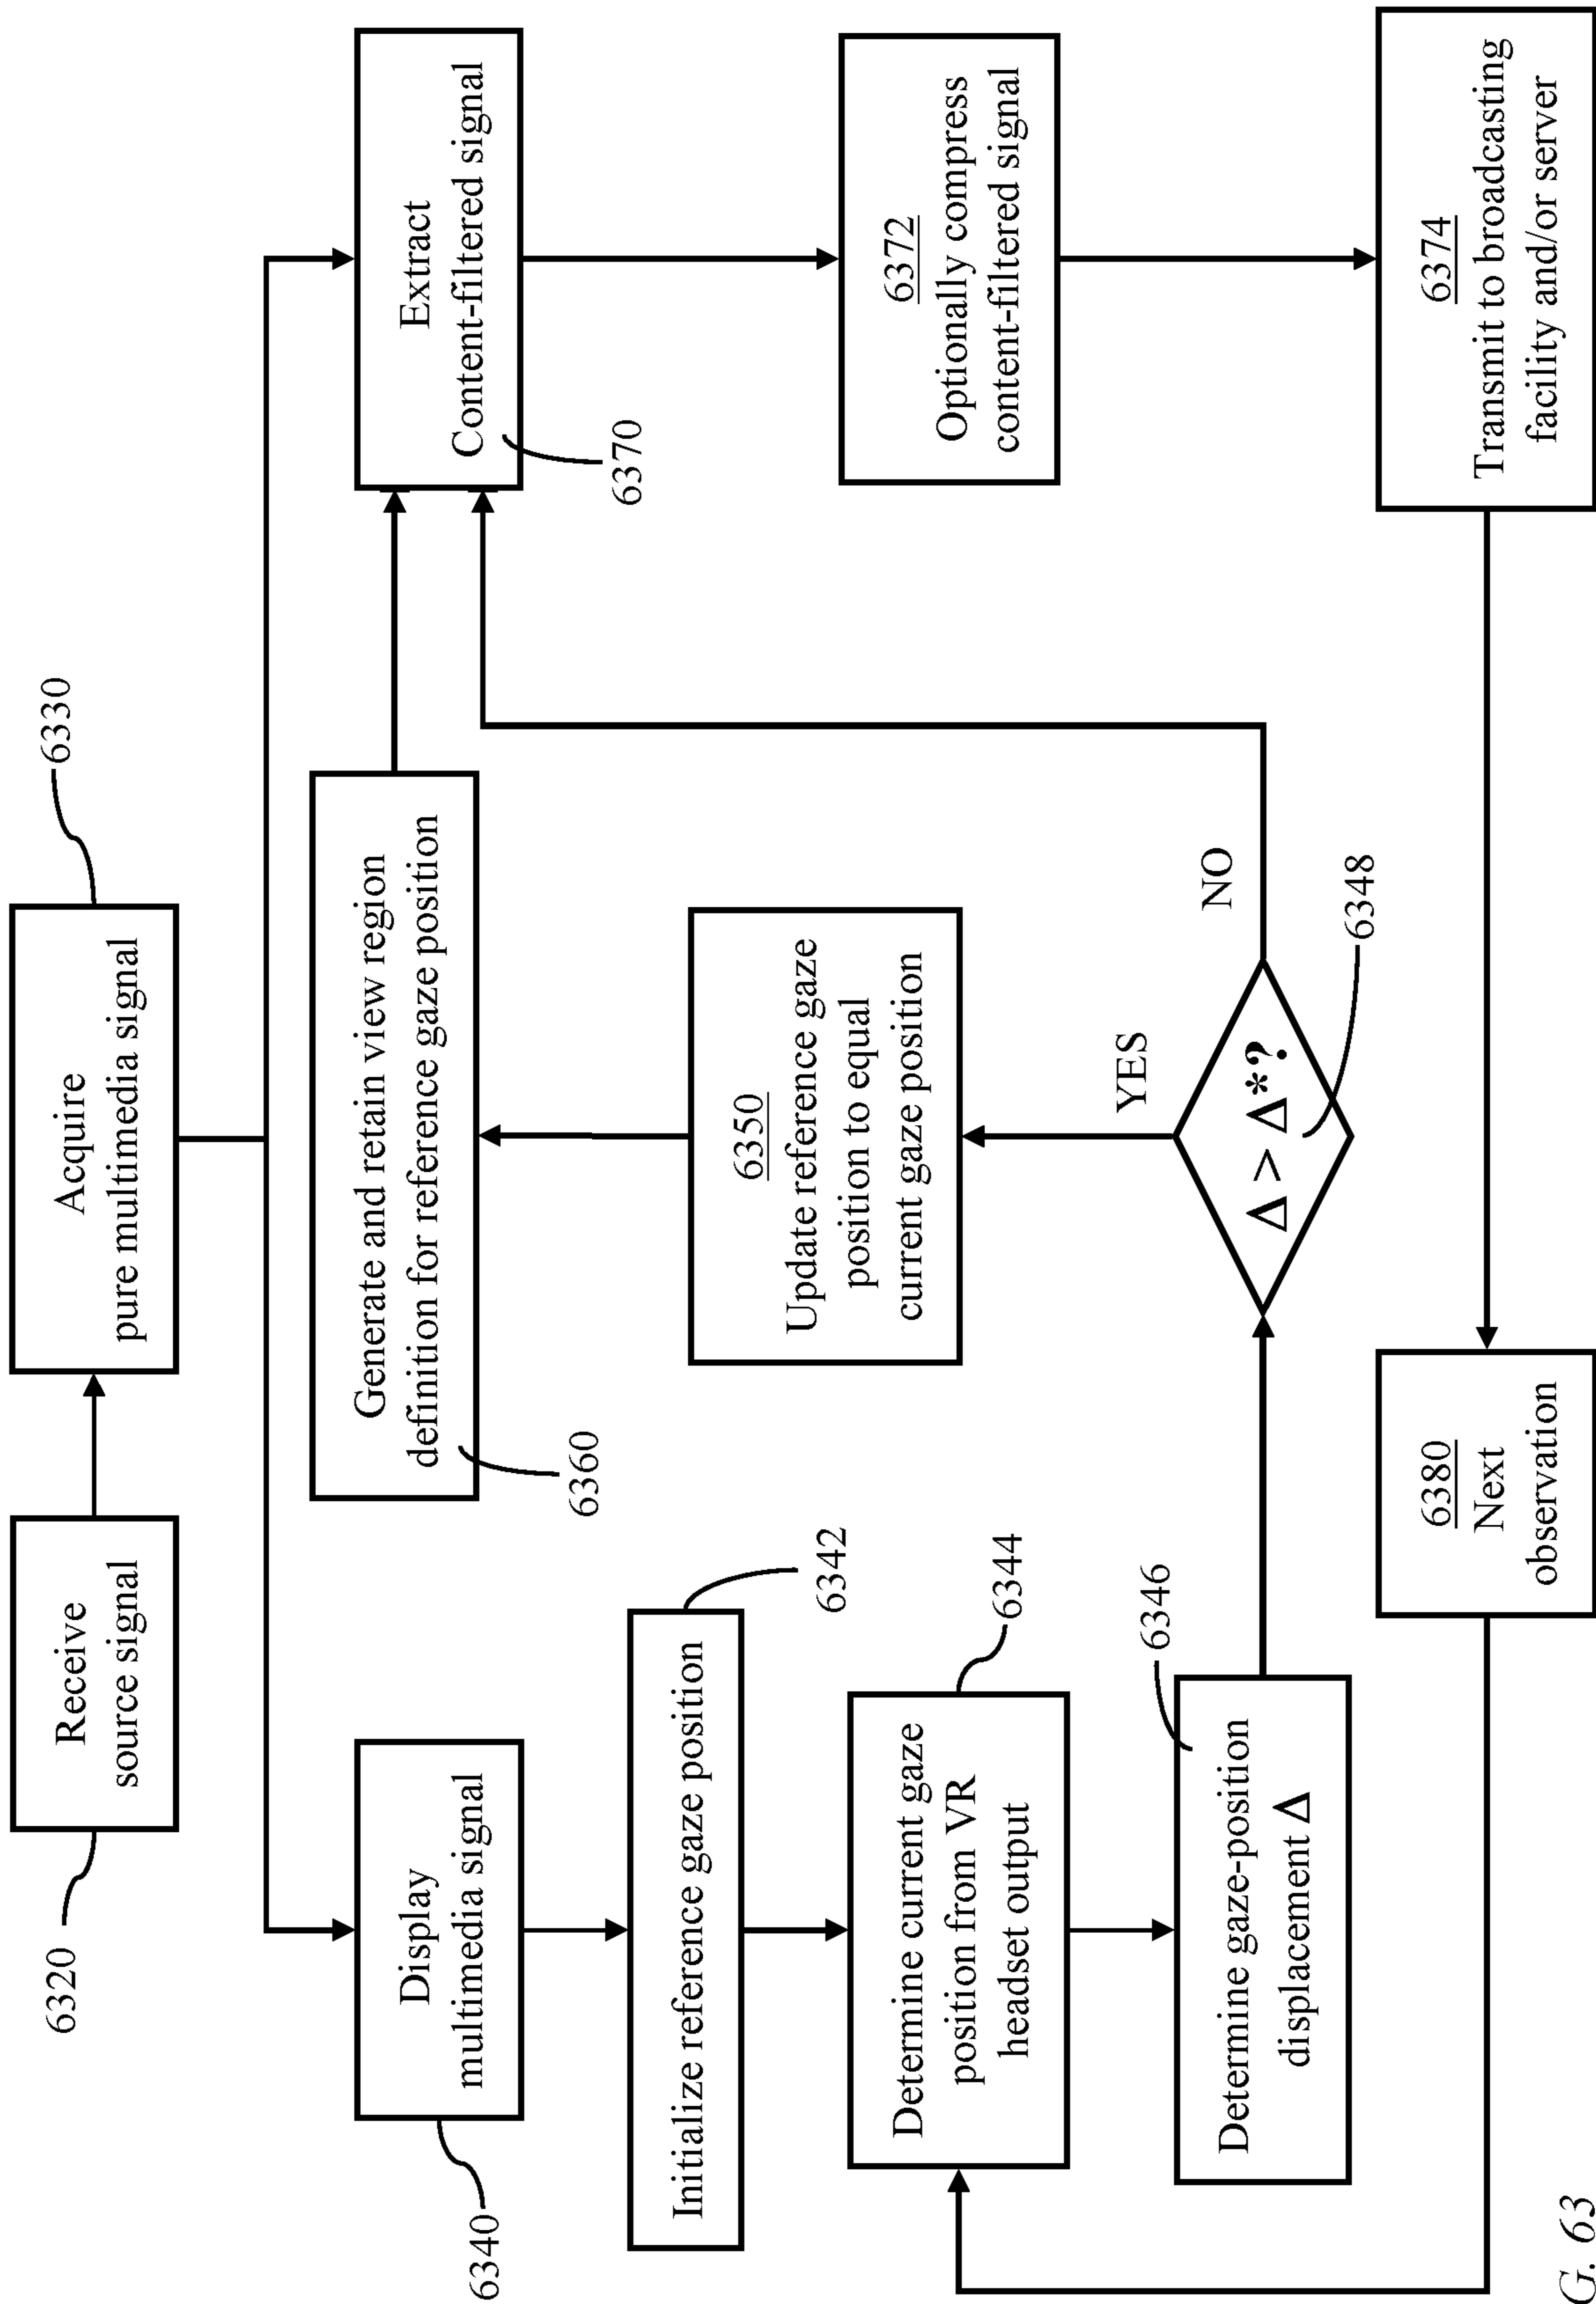 6320
Receive
source signal
Acquire
pure multimedia signal
6330
6340
Display
multimedia signal
Generate and retain view region
definition for reference gaze position
6360
Extract
Content-filtered signal
6370
Initialize reference gaze position
6342
6350
Update reference gaze
position to equal
current gaze position
6372
Optionally compress
content-filtered signal
Determine current gaze
position from VR
headset output
6344
6346
Determine gaze-position
displacement Δ
YES
NO
Δ > Δ*?
6348
6380
Next
observation
6374
Transmit to broadcasting
facility and/or server
G. 63